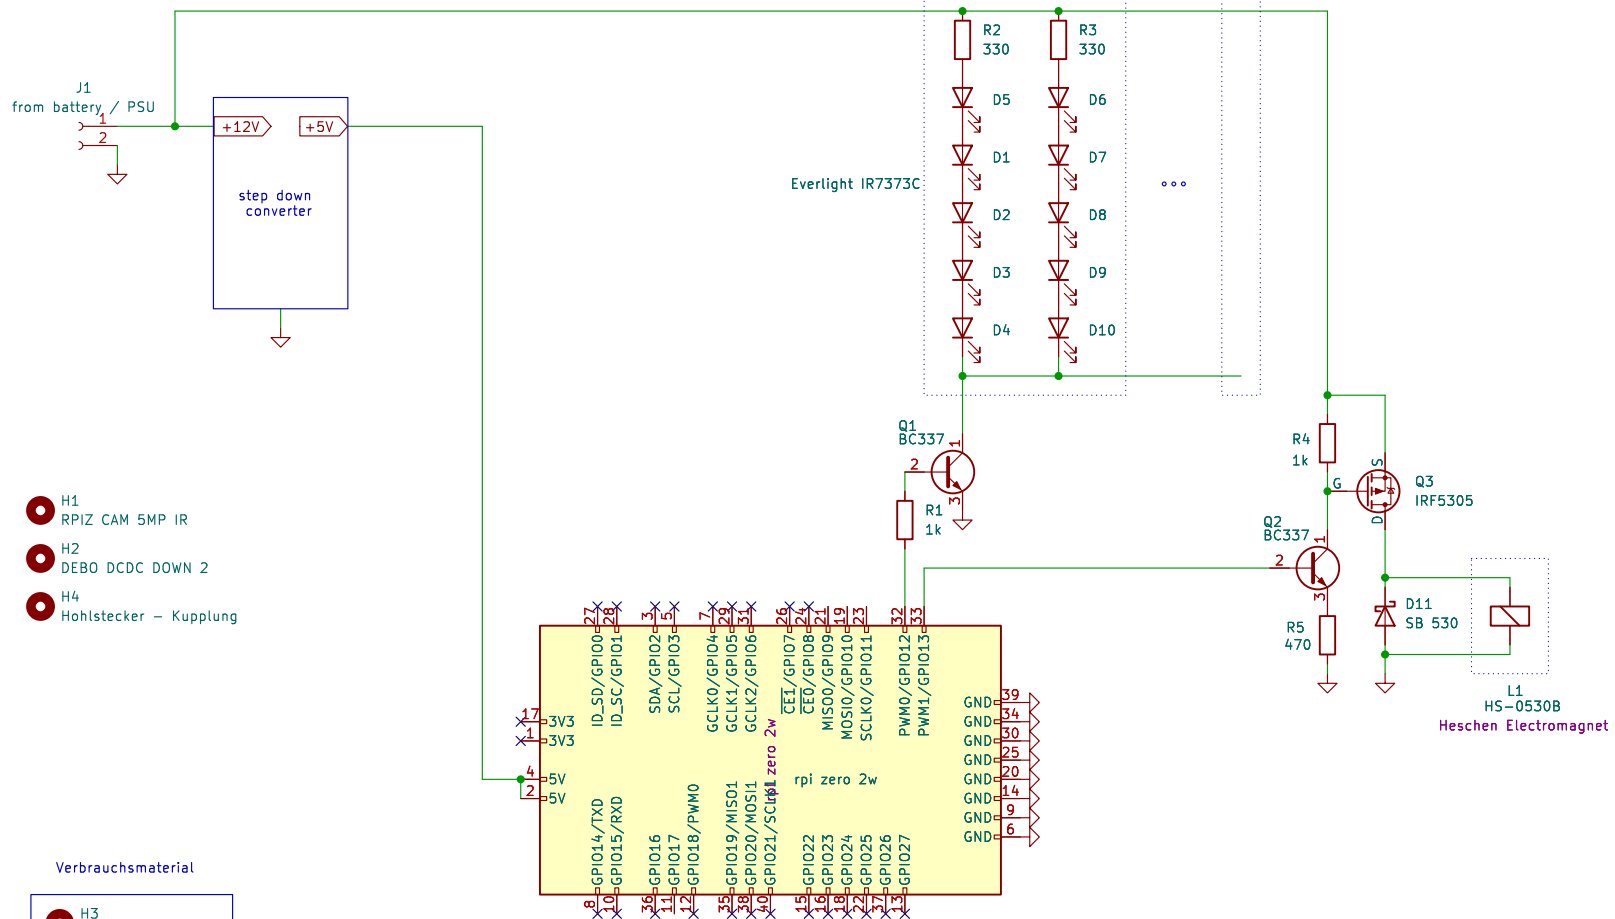 J1
from battery / PSU
1
2
+12V
+5V
step down
converter
R2
330
R3
330
D5
D6
D1
D7
Everlight IR7373C
D2
D8
D3
D9
D4
D10
Q1
BC337
1
2
3
R1
1k
R4
1k
S
G
D
Q3
IRF5305
Q2
BC337
1
2
3
R5
470
D11
SB 530
L1
HS-0530B
Heschen Electromagnet
H1
RPIZ CAM 5MP IR
H2
DEBO DCDC DOWN 2
H4
Hohlstecker - Kupplung
27
28
3
5
7
29
31
26
24
21
19
23
32
33
ID_SD/GPIO0
ID_SC/GPIO1
SDA/GPIO2
SCL/GPIO3
GCLK0/GPIO4
GCLK1/GPIO5
GCLK2/GPIO6
CE1/GPIO7
CE0/GPIO8
MISO0/GPIO9
MOSI0/GPIO10
SCLK0/GPIO11
PWM0/GPIO12
PWM1/GPIO13
17 3V3
1 3V3
4 5V
2 5V
rpi zero 2w
rpi zero 2w
GND 39
GND 34
GND 30
GND 25
GND 20
GND 14
GND 9
GND 6
GPIO14/TXD
GPIO15/RXD
GPIO16
GPIO17
GPIO18/PWM0
GPIO19/MISO1
GPIO20/MOSI1
GPIO21/SCLK1
GPIO22
GPIO23
GPIO24
GPIO25
GPIO26
GPIO27
8
10
36
11
12
35
38
40
15
16
18
22
37
13
Verbrauchsmaterial
H3